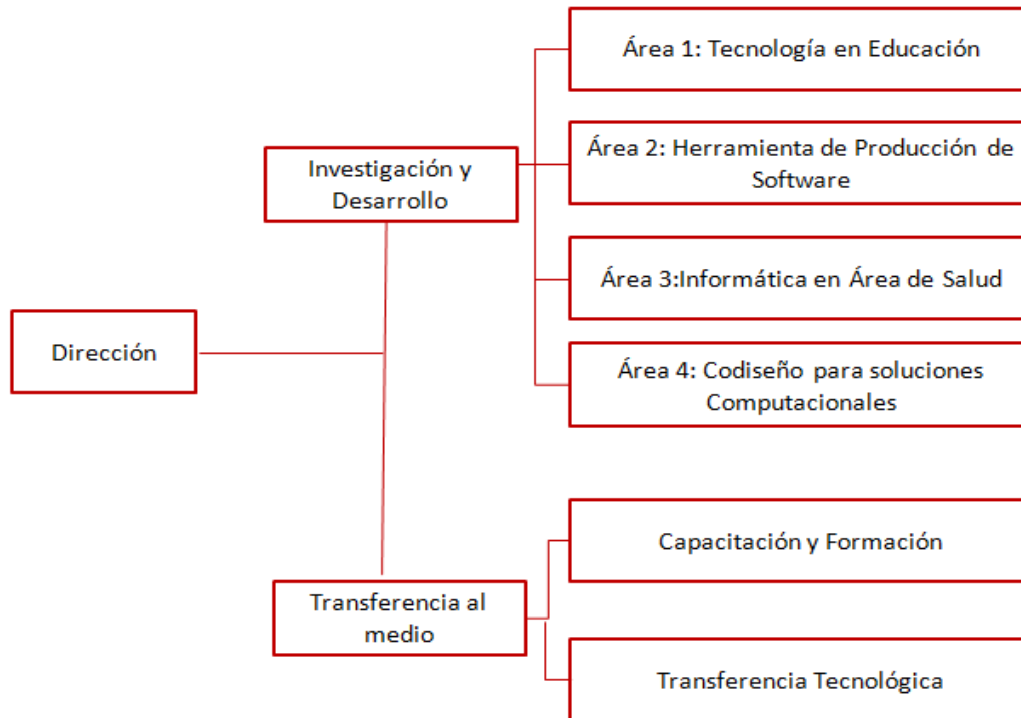 Área 1: Tecnología en Educación
Área 2: Herramienta de Producción de
Software
Investigación y
Desarrollo
Área 3:Informática en Área de Salud
Dirección
Área 4: Codiseño para soluciones
Computacionales
Capacitación y Formación
Transferencia al
medio
Transferencia Tecnológica